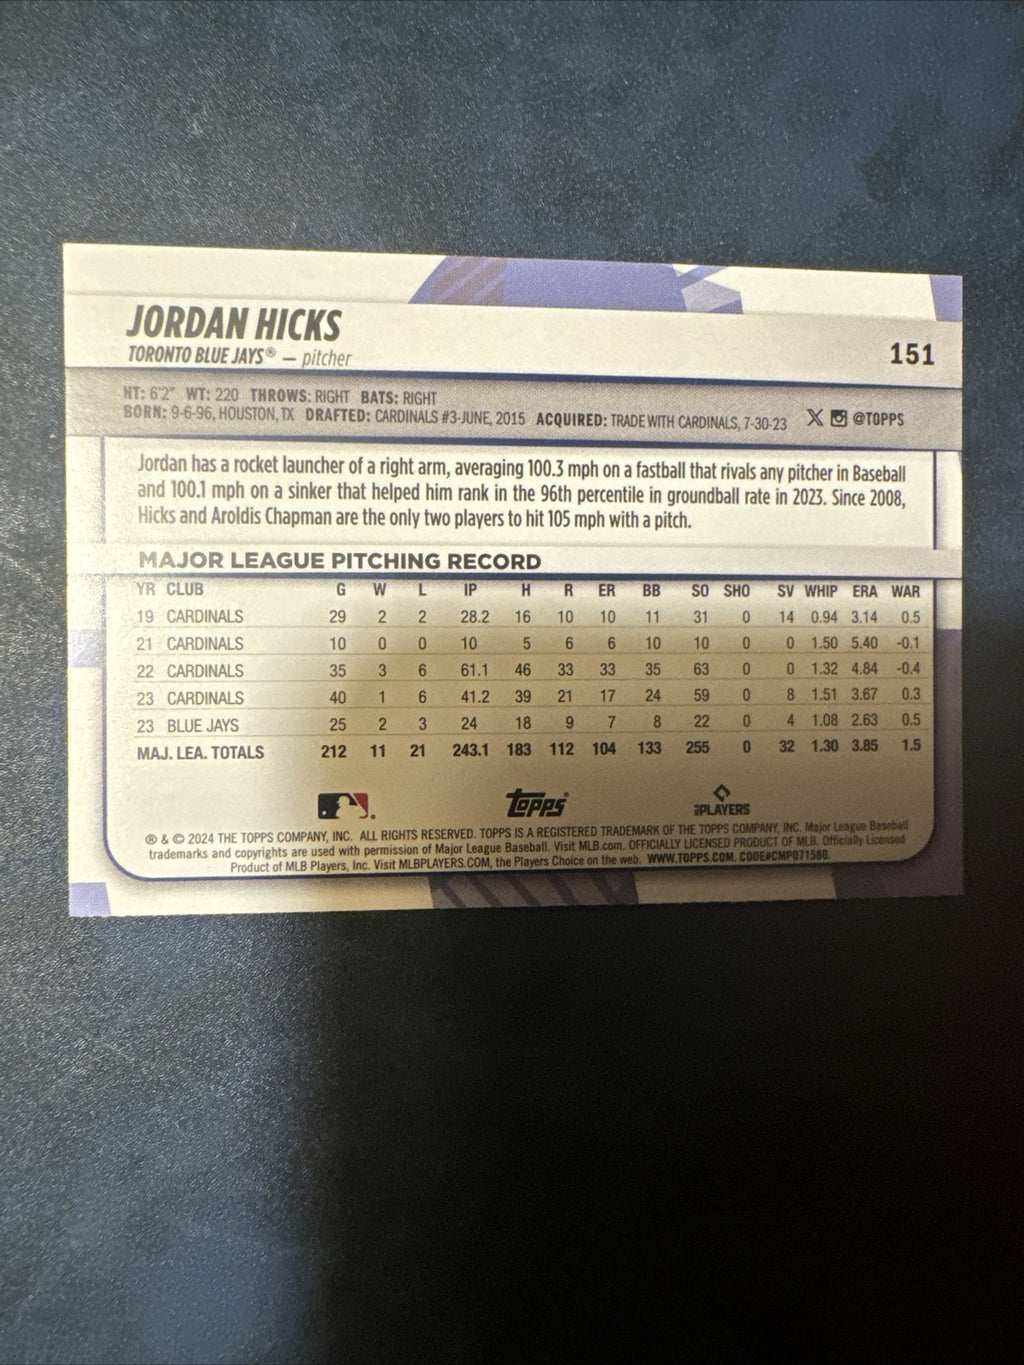 JORDAN HICKS
TORONTO BLUE JAYS® — pitcher
151
HT: 6'2" WT: 220 THROWS: RIGHT BATS: RIGHT
BORN: 9-6-96, HOUSTON, TX DRAFTED: CARDINALS #3-JUNE, 2015 ACQUIRED: TRADE WITH CARDINALS, 7-30-23 X @TOPPS
Jordan has a rocket launcher of a right arm, averaging 100.3 mph on a fastball that rivals any pitcher in Baseball
and 100.1 mph on a sinker that helped him rank in the 96th percentile in groundball rate in 2023. Since 2008,
Hicks and Aroldis Chapman are the only two players to hit 105 mph with a pitch.
MAJOR LEAGUE PITCHING RECORD
YR CLUB G W L IP H R ER BB SO SHO SV WHIP ERA WAR
19 CARDINALS 29 2 2 28.2 16 10 10 11 31 0 14 0.94 3.14 0.5
21 CARDINALS 10 0 0 10 5 6 6 10 10 0 0 1.50 5.40 -0.1
22 CARDINALS 35 3 6 61.1 46 33 33 35 63 0 0 1.32 4.84 -0.4
23 CARDINALS 40 1 6 41.2 39 21 17 24 59 0 8 1.51 3.67 0.3
23 BLUE JAYS 25 2 3 24 18 9 7 8 22 0 4 1.08 2.63 0.5
MAJ. LEA. TOTALS 212 11 21 243.1 183 112 104 133 255 0 32 1.30 3.85 1.5
Topps®
PLAYERS
® & © 2024 THE TOPPS COMPANY, INC. ALL RIGHTS RESERVED. TOPPS IS A REGISTERED TRADEMARK OF THE TOPPS COMPANY, INC. Major League Baseball
trademarks and copyrights are used with permission of Major League Baseball. Visit MLB.com. OFFICIALLY LICENSED PRODUCT OF MLB. Officially Licensed
Product of MLB Players, Inc. Visit MLBPLAYERS.COM, the Players Choice on the web. WWW.TOPPS.COM. CODE#CMP071580.